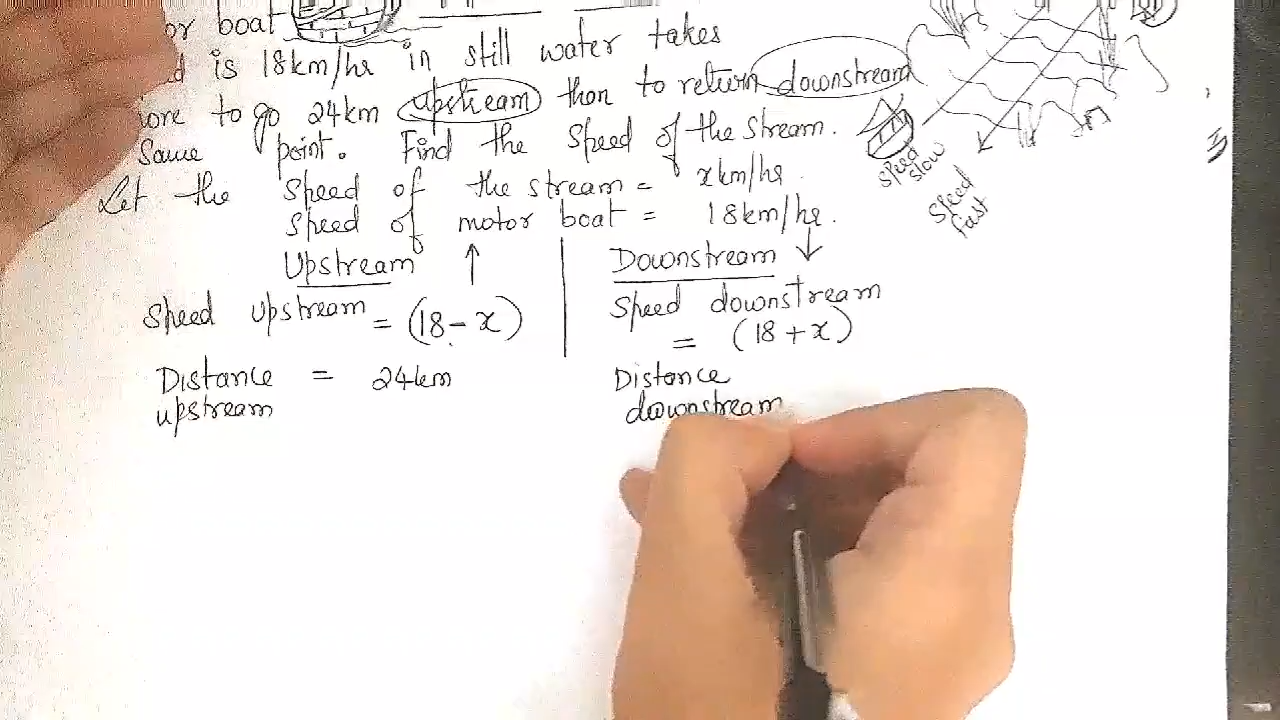 or boat
d is 18km/hr in still water takes
more to go 24km upstream than to return downstream
Same point. Find the Speed of the stream.
Let the Speed of the stream = xkm/hr.
Speed of motor boat = 18km/hr.
Speed slow
Speed fast
Upstream ↑
Speed upstream = (18 - x)
Distance upstream = 24km
Downstream ↓
Speed downstream
= (18 + x)
Distance
downstream